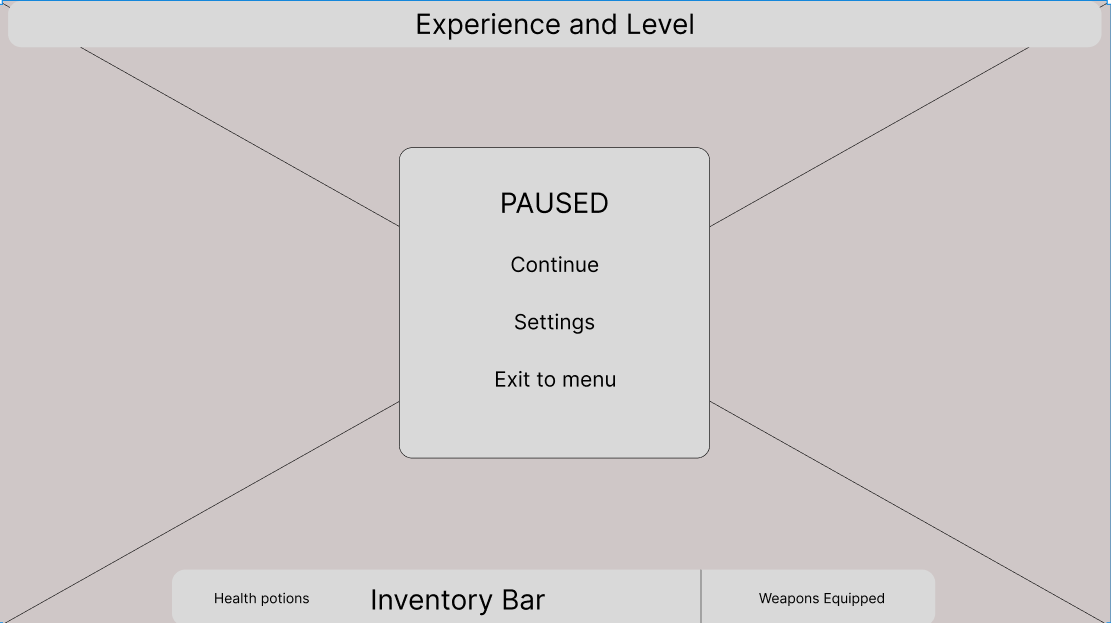 Experience and Level
PAUSED
Continue
Settings
Exit to menu
Health potions
Inventory Bar
Weapons Equipped